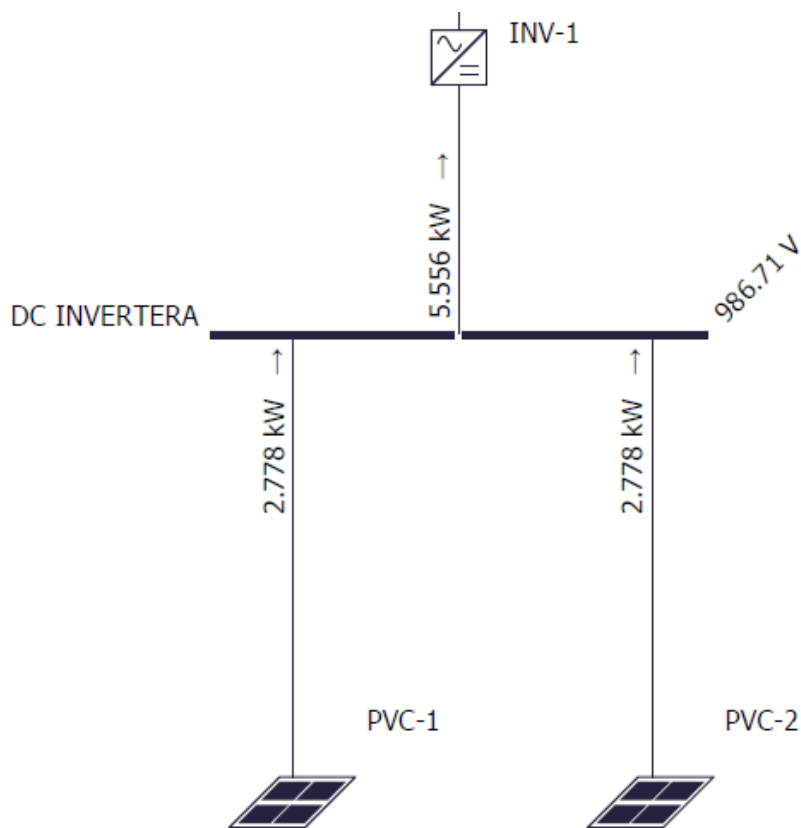 INV-1
5.556 kW →
DC INVERTERA
986.71 V
2.778 kW →
2.778 kW →
PVC-1
PVC-2